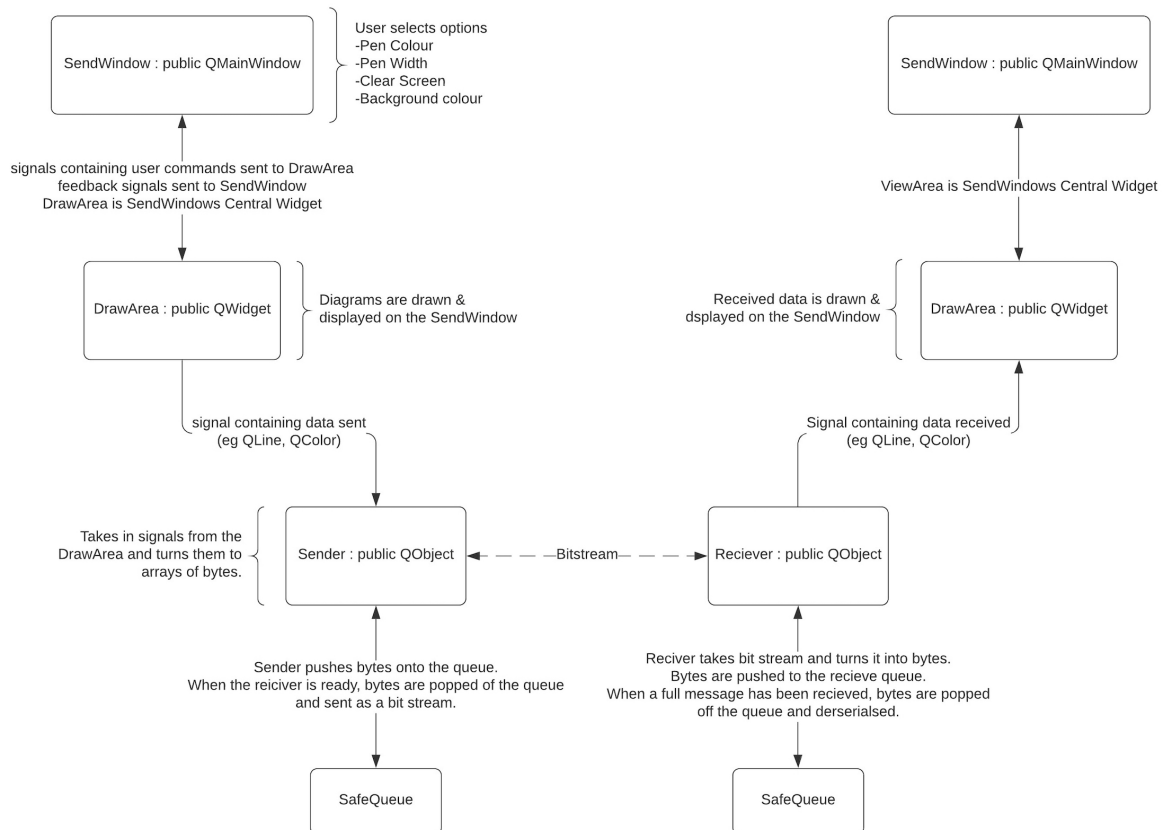 SendWindow : public QMainWindow
User selects options
-Pen Colour
-Pen Width
-Clear Screen
-Background colour
SendWindow : public QMainWindow
signals containing user commands sent to DrawArea
feedback signals sent to SendWindow
DrawArea is SendWindows Central Widget
ViewArea is SendWindows Central Widget
DrawArea : public QWidget
Diagrams are drawn &
displayed on the SendWindow
Received data is drawn &
dsplayed on the SendWindow
DrawArea : public QWidget
signal containing data sent
(eg QLine, QColor)
Signal containing data received
(eg QLine, QColor)
Takes in signals from the
DrawArea and turns them to
arrays of bytes.
Sender : public QObject
Bitstream
Reciever : public QObject
Sender pushes bytes onto the queue.
When the reiciver is ready, bytes are popped of the queue
and sent as a bit stream.
Reciver takes bit stream and turns it into bytes.
Bytes are pushed to the recieve queue.
When a full message has been recieved, bytes are popped
off the queue and derserialsed.
SafeQueue
SafeQueue